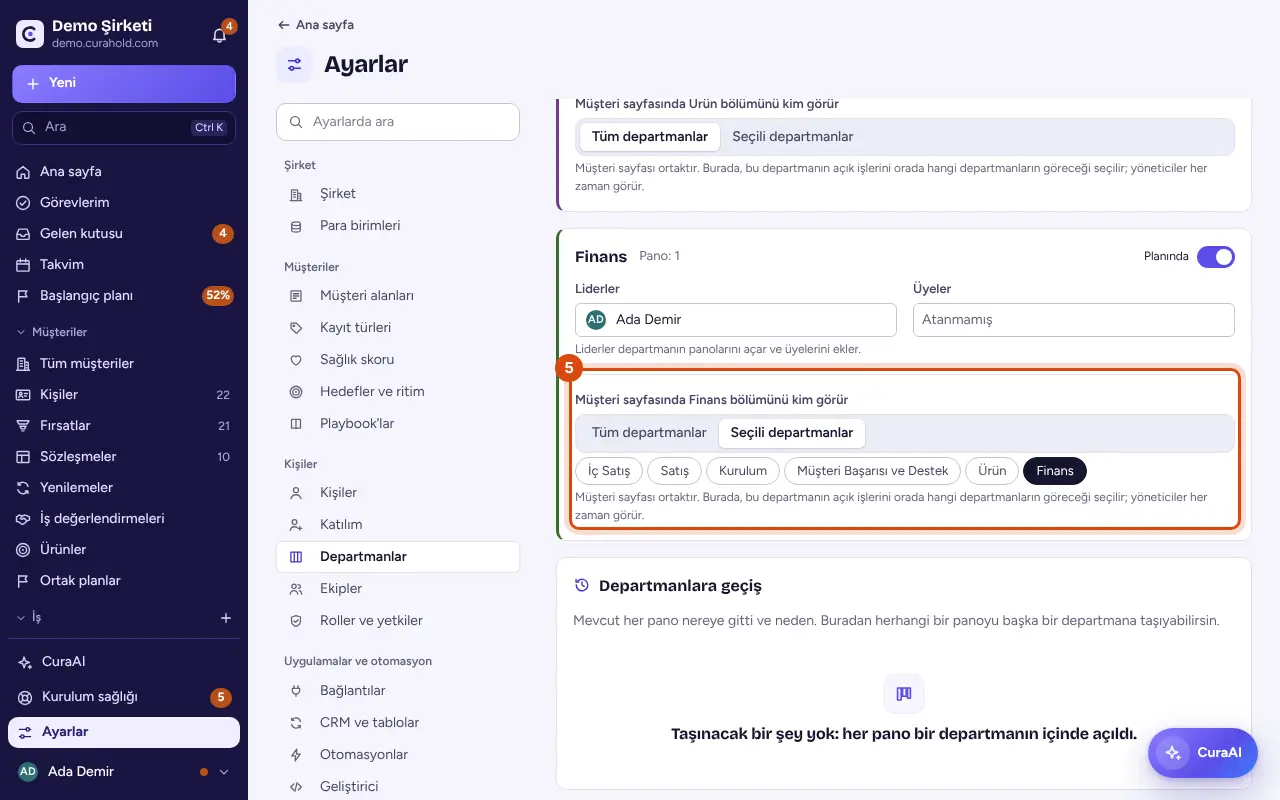 Demo Şirketi
demo.curahold.com
4
Yeni
Ara
Ctrl K
Ana sayfa
Görevlerim
Gelen kutusu
4
Takvim
Başlangıç planı
52%
Müşteriler
Tüm müşteriler
Kişiler
22
Fırsatlar
21
Sözleşmeler
10
Yenilemeler
İş değerlendirmeleri
Ürünler
Ortak planlar
İş
CuraAI
Kurulum sağlığı
5
Ayarlar
AD
Ada Demir
Ana sayfa
Ayarlar
Ayarlarda ara
Şirket
Şirket
Para birimleri
Müşteriler
Müşteri alanları
Kayıt türleri
Sağlık skoru
Hedefler ve ritim
Playbook'lar
Kişiler
Kişiler
Katılım
Departmanlar
Ekipler
Roller ve yetkiler
Uygulamalar ve otomasyon
Bağlantılar
CRM ve tablolar
Otomasyonlar
Geliştirici
Müşteri sayfasında Ürün bölümünü kim görür
Tüm departmanlar
Seçili departmanlar
Müşteri sayfası ortaktır. Burada, bu departmanın açık işlerini orada hangi departmanların göreceği seçilir; yöneticiler her
zaman görür.
Finans
Pano: 1
Planında
Liderler
Üyeler
AD
Ada Demir
Atanmamış
Liderler departmanın panolarını açar ve üyelerini ekler.
5
Müşteri sayfasında Finans bölümünü kim görür
Tüm departmanlar
Seçili departmanlar
İç Satış
Satış
Kurulum
Müşteri Başarısı ve Destek
Ürün
Finans
Müşteri sayfası ortaktır. Burada, bu departmanın açık işlerini orada hangi departmanların göreceği seçilir; yöneticiler her
zaman görür.
Departmanlara geçiş
Mevcut her pano nereye gitti ve neden. Buradan herhangi bir panoyu başka bir departmana taşıyabilirsin.
Taşınacak bir şey yok: her pano bir departmanın içinde açıldı.
CuraAI